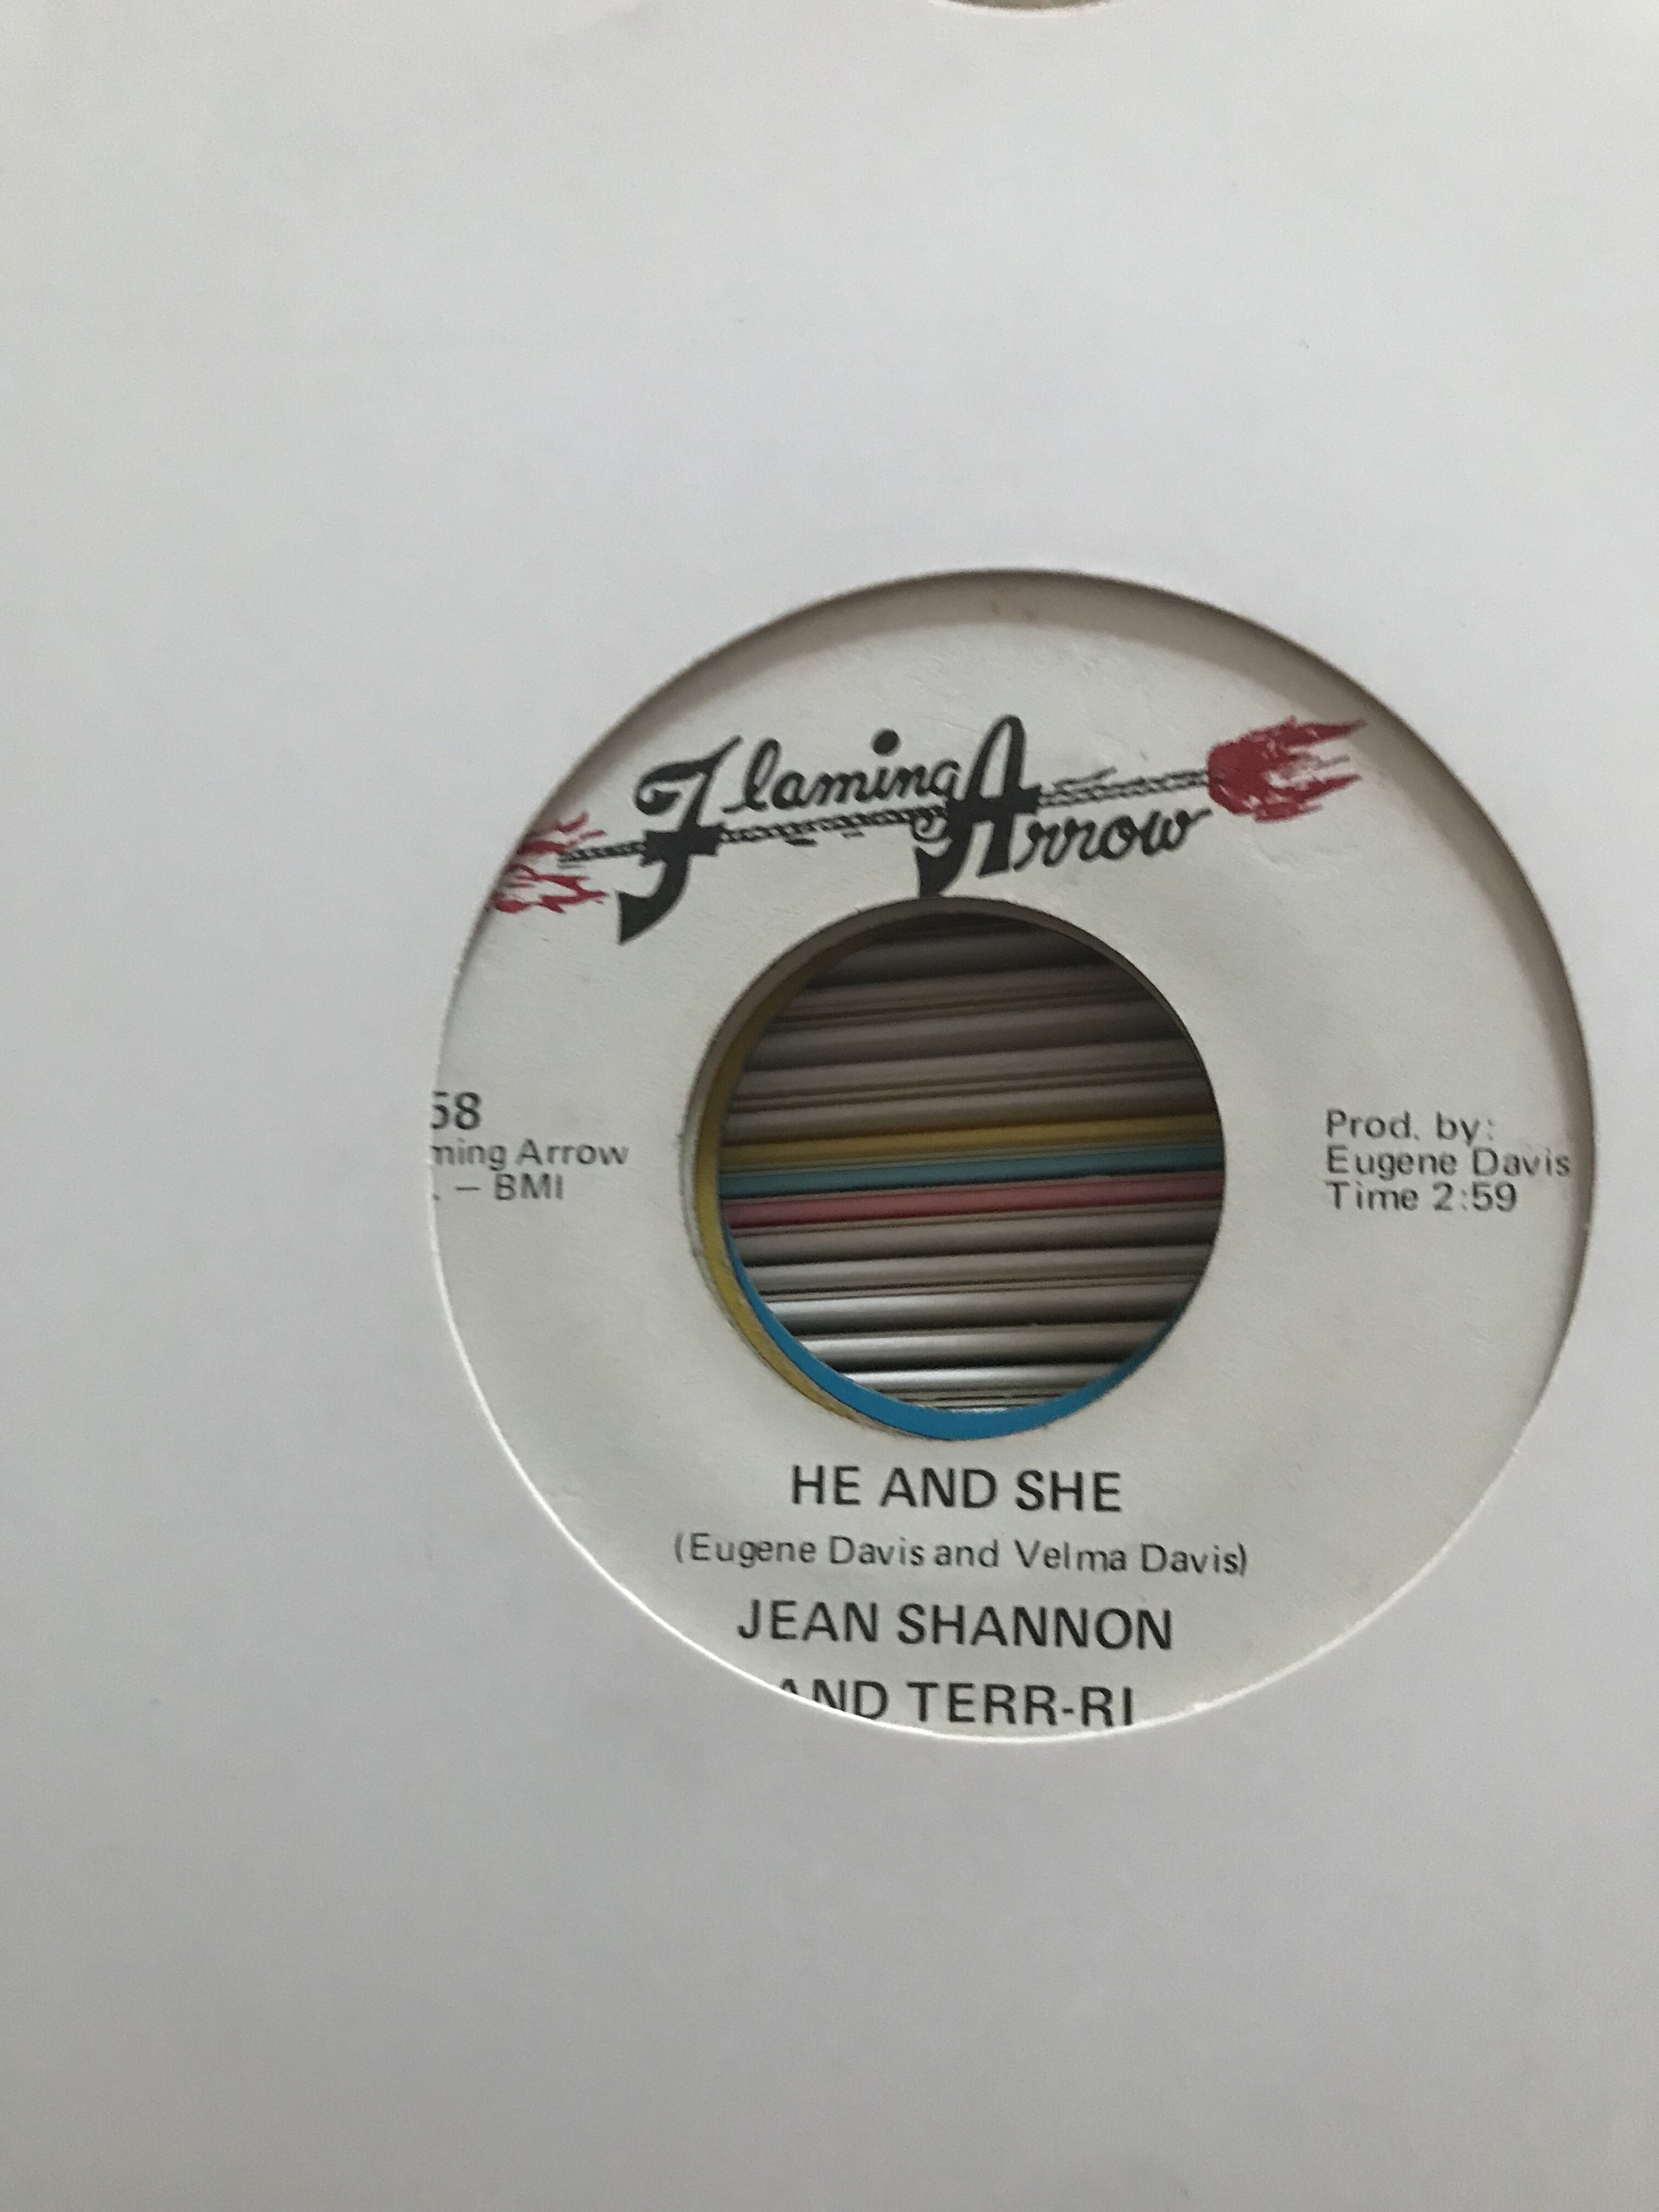 Flaming Arrow
58
ming Arrow
. – BMI
Prod. by:
Eugene Davis
Time 2:59
HE AND SHE
(Eugene Davis and Velma Davis)
JEAN SHANNON
AND TERR-RI